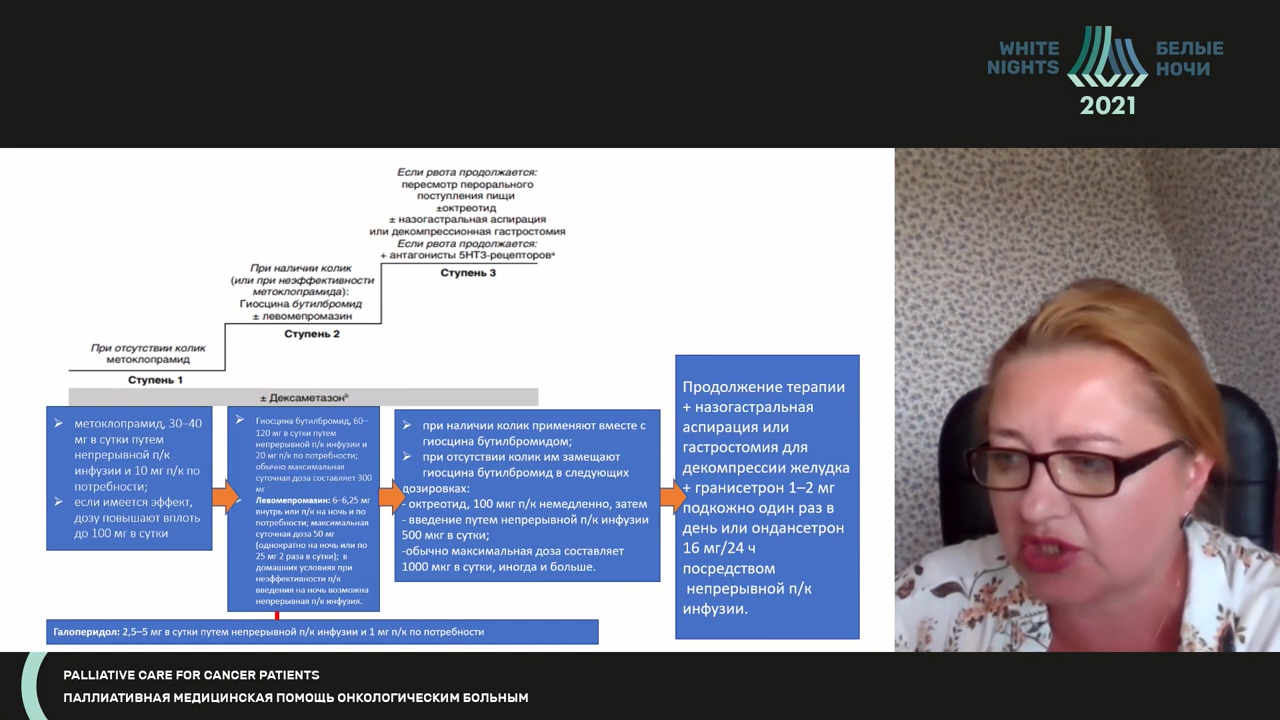 WHITE
NIGHTS
БЕЛЫЕ
НОЧИ
2021
Если рвота продолжается:
пересмотр перорального
поступления пищи
±октреотид
± назогастральная аспирация
или декомпрессионная гастростомия
Если рвота продолжается:
+ антагонисты 5НТ3-рецепторовᵃ
Ступень 3
При наличии колик
(или при неэффективности
метоклопрамида):
Гиосцина бутилбромид
± левомепромазин
Ступень 2
При отсутствии колик
метоклопрамид
Ступень 1
± Дексаметазонᵇ
метоклопрамид, 30–40
мг в сутки путем
непрерывной п/к
инфузии и 10 мг п/к по
потребности;
если имеется эффект,
дозу повышают вплоть
до 100 мг в сутки
Гиосцина бутилбромид, 60–
120 мг в сутки путем
непрерывной п/к инфузии и
20 мг п/к по потребности;
обычно максимальная
суточная доза составляет 300
мг
Левомепромазин: 6–6,25 мг
внутрь или п/к на ночь и по
потребности; максимальная
суточная доза 50 мг
(однократно на ночь или по
25 мг 2 раза в сутки); в
домашних условиях при
неэффективности п/к
введения на ночь возможна
непрерывная п/к инфузия.
при наличии колик применяют вместе с
гиосцина бутилбромидом;
при отсутствии колик им замещают
гиосцина бутилбромид в следующих
дозировках:
- октреотид, 100 мкг п/к немедленно, затем
- введение путем непрерывной п/к инфузии
500 мкг в сутки;
-обычно максимальная доза составляет
1000 мкг в сутки, иногда и больше.
Продолжение терапии
+ назогастральная
аспирация или
гастростомия для
декомпрессии желудка
+ гранисетрон 1–2 мг
подкожно один раз в
день или ондансетрон
16 мг/24 ч
посредством
непрерывной п/к
инфузии.
Галоперидол: 2,5–5 мг в сутки путем непрерывной п/к инфузии и 1 мг п/к по потребности
PALLIATIVE CARE FOR CANCER PATIENTS
ПАЛЛИАТИВНАЯ МЕДИЦИНСКАЯ ПОМОЩЬ ОНКОЛОГИЧЕСКИМ БОЛЬНЫМ